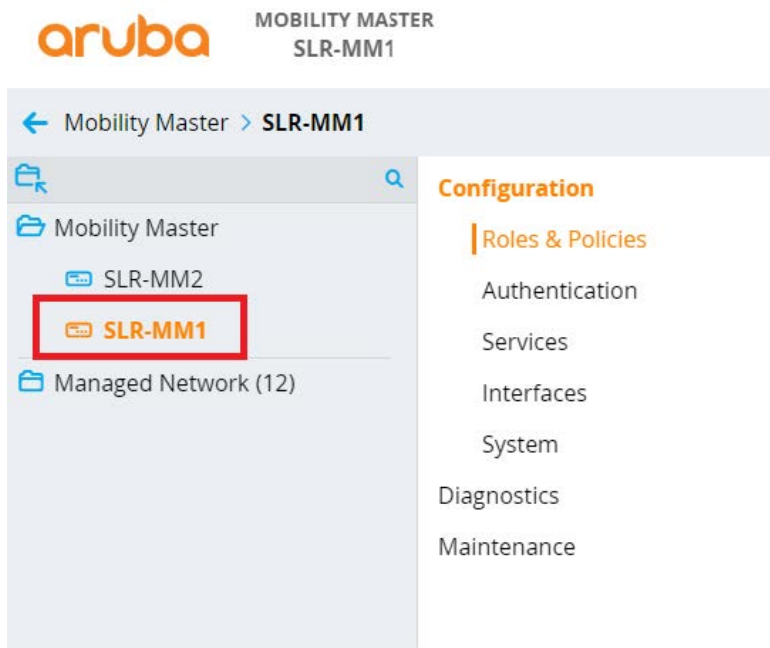 aruba
MOBILITY MASTER
SLR-MM1
Mobility Master > SLR-MM1
Mobility Master
SLR-MM2
SLR-MM1
Managed Network (12)
Configuration
Roles & Policies
Authentication
Services
Interfaces
System
Diagnostics
Maintenance